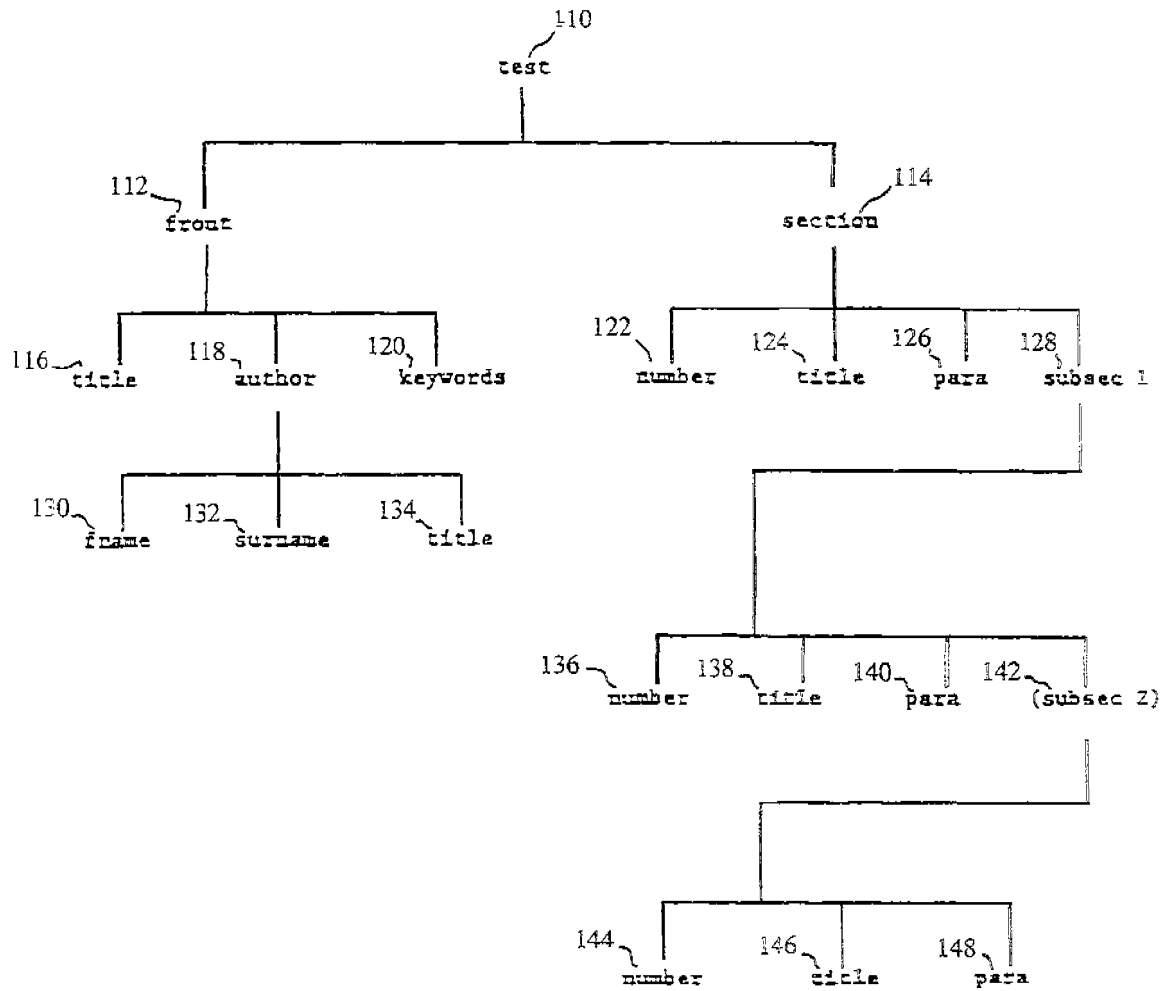 110
test
112
front
114
section
116
title
118
author
120
keywords
122
number
124
title
126
para
128
subsec 1
130
fname
132
surname
134
title
136
number
138
title
140
para
142
(subsec 2)
144
number
146
title
148
para